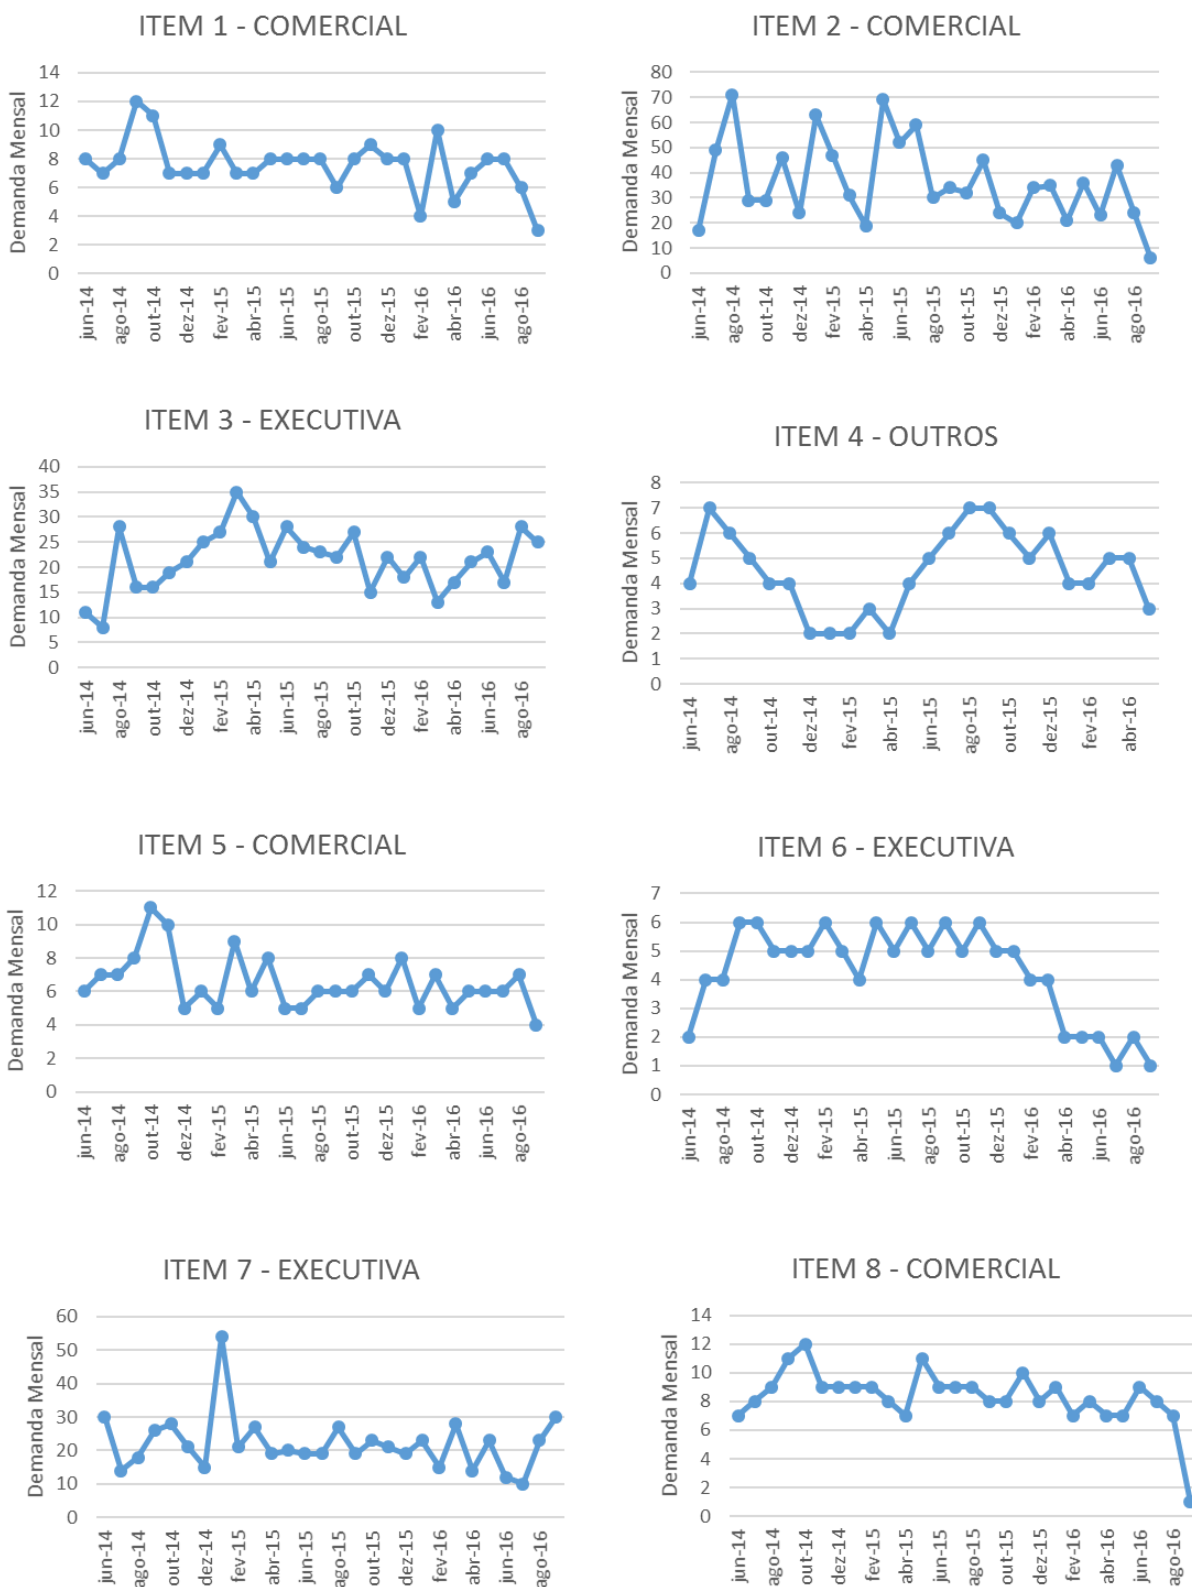 ITEM 1 - COMERCIAL
Demanda Mensal
14
12
10
8
6
4
2
0
jun-14
ago-14
out-14
dez-14
fev-15
abr-15
jun-15
ago-15
out-15
dez-15
fev-16
abr-16
jun-16
ago-16
ITEM 2 - COMERCIAL
Demanda Mensal
80
70
60
50
40
30
20
10
0
jun-14
ago-14
out-14
dez-14
fev-15
abr-15
jun-15
ago-15
out-15
dez-15
fev-16
abr-16
jun-16
ago-16
ITEM 3 - EXECUTIVA
Demanda Mensal
40
35
30
25
20
15
10
5
0
jun-14
ago-14
out-14
dez-14
fev-15
abr-15
jun-15
ago-15
out-15
dez-15
fev-16
abr-16
jun-16
ago-16
ITEM 4 - OUTROS
Demanda Mensal
8
7
6
5
4
3
2
1
0
jun-14
ago-14
out-14
dez-14
fev-15
abr-15
jun-15
ago-15
out-15
dez-15
fev-16
abr-16
ITEM 5 - COMERCIAL
Demanda Mensal
12
10
8
6
4
2
0
jun-14
ago-14
out-14
dez-14
fev-15
abr-15
jun-15
ago-15
out-15
dez-15
fev-16
abr-16
jun-16
ago-16
ITEM 6 - EXECUTIVA
Demanda Mensal
7
6
5
4
3
2
1
0
jun-14
ago-14
out-14
dez-14
fev-15
abr-15
jun-15
ago-15
out-15
dez-15
fev-16
abr-16
jun-16
ago-16
ITEM 7 - EXECUTIVA
Demanda Mensal
60
50
40
30
20
10
0
jun-14
ago-14
out-14
dez-14
fev-15
abr-15
jun-15
ago-15
out-15
dez-15
fev-16
abr-16
jun-16
ago-16
ITEM 8 - COMERCIAL
Demanda Mensal
14
12
10
8
6
4
2
0
jun-14
ago-14
out-14
dez-14
fev-15
abr-15
jun-15
ago-15
out-15
dez-15
fev-16
abr-16
jun-16
ago-16